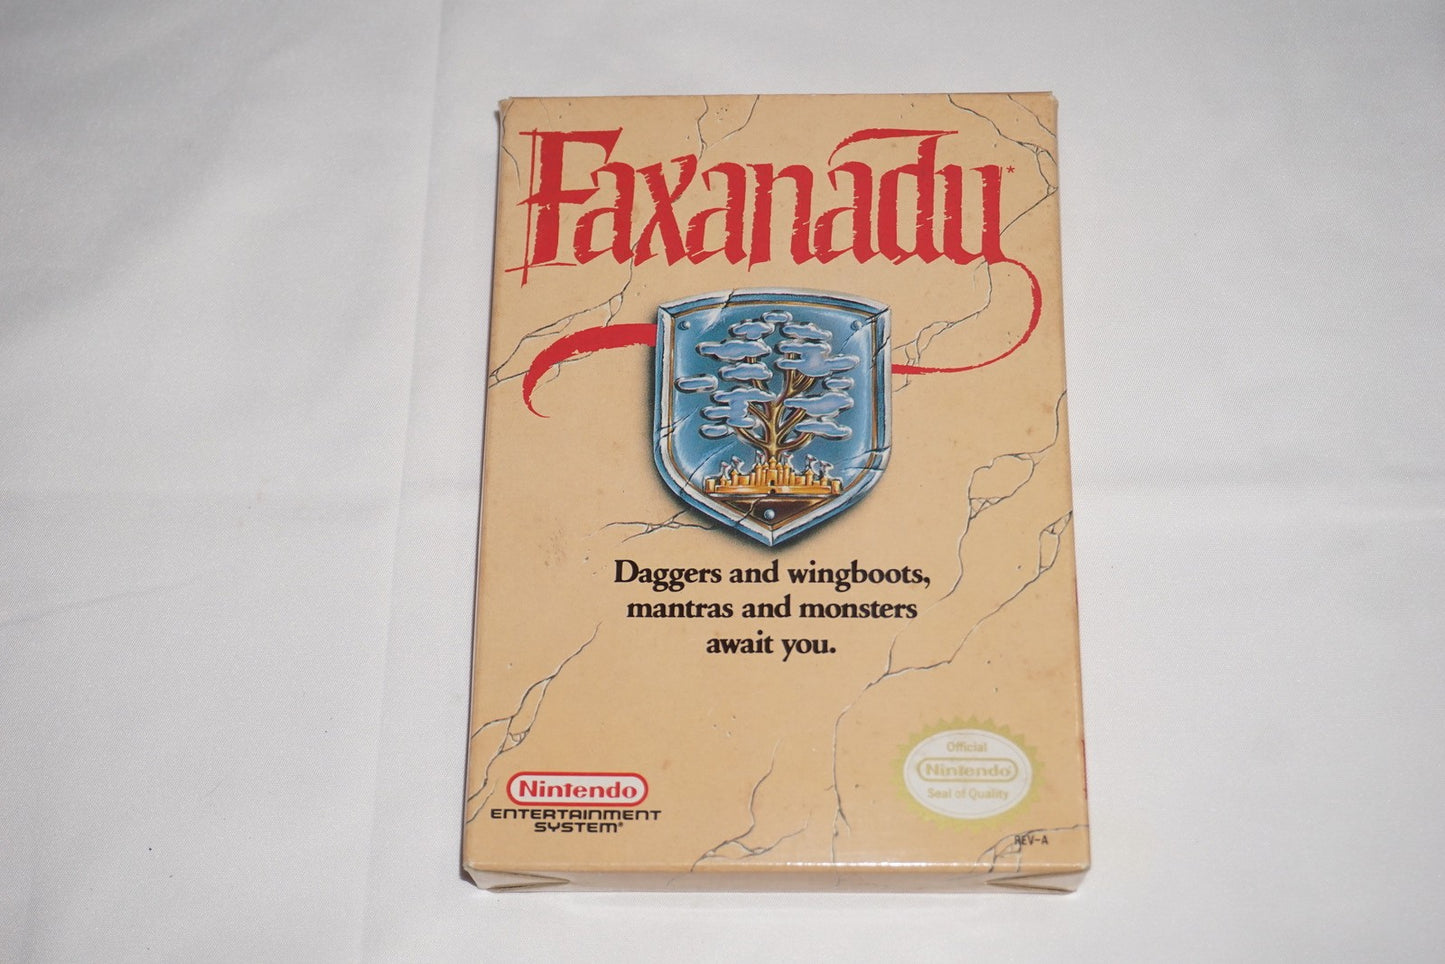 Faxanadu*
Daggers and wingboots,
mantras and monsters
await you.
Nintendo
ENTERTAINMENT
SYSTEM®
Official
Nintendo®
Seal of Quality
REV-A